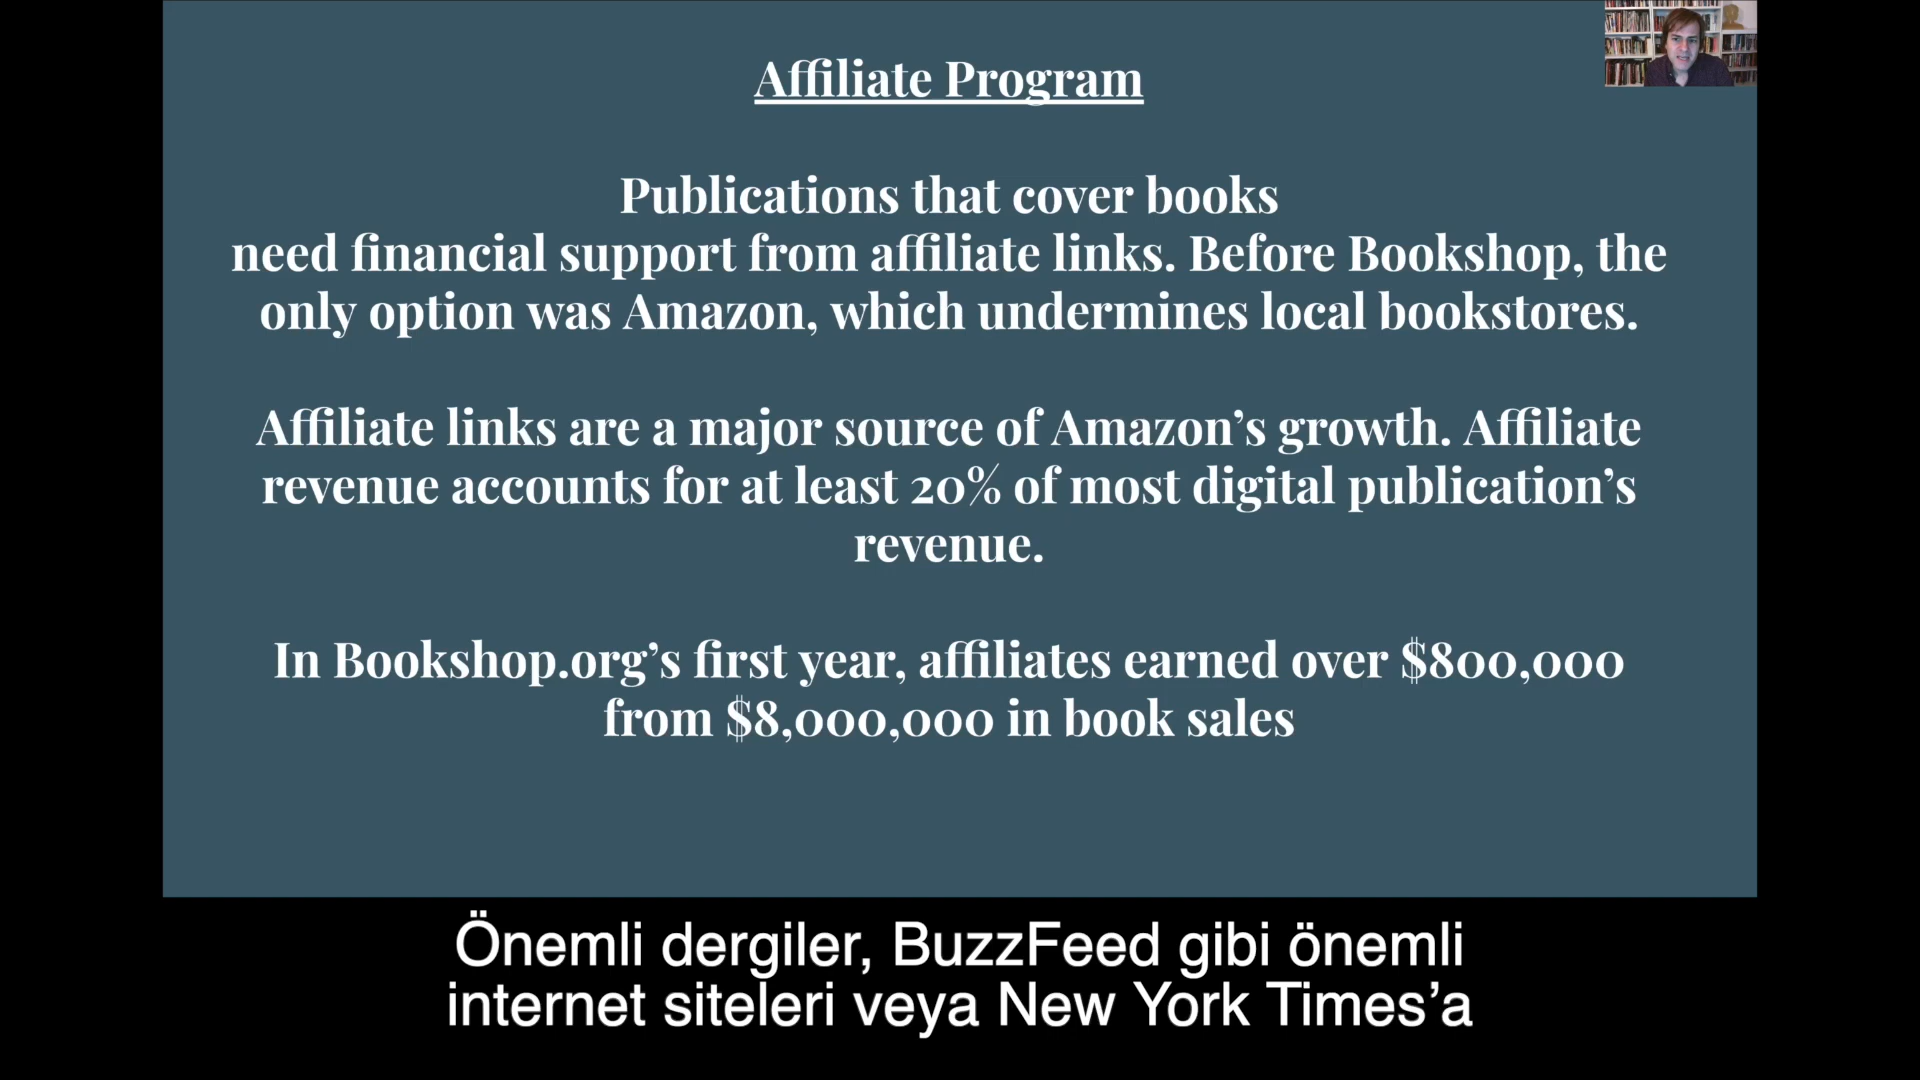 Affiliate Program
Publications that cover books
need financial support from affiliate links. Before Bookshop, the
only option was Amazon, which undermines local bookstores.
Affiliate links are a major source of Amazon’s growth. Affiliate
revenue accounts for at least 20% of most digital publication’s
revenue.
In Bookshop.org’s first year, affiliates earned over $800,000
from $8,000,000 in book sales
Önemli dergiler, BuzzFeed gibi önemli
internet siteleri veya New York Times’a